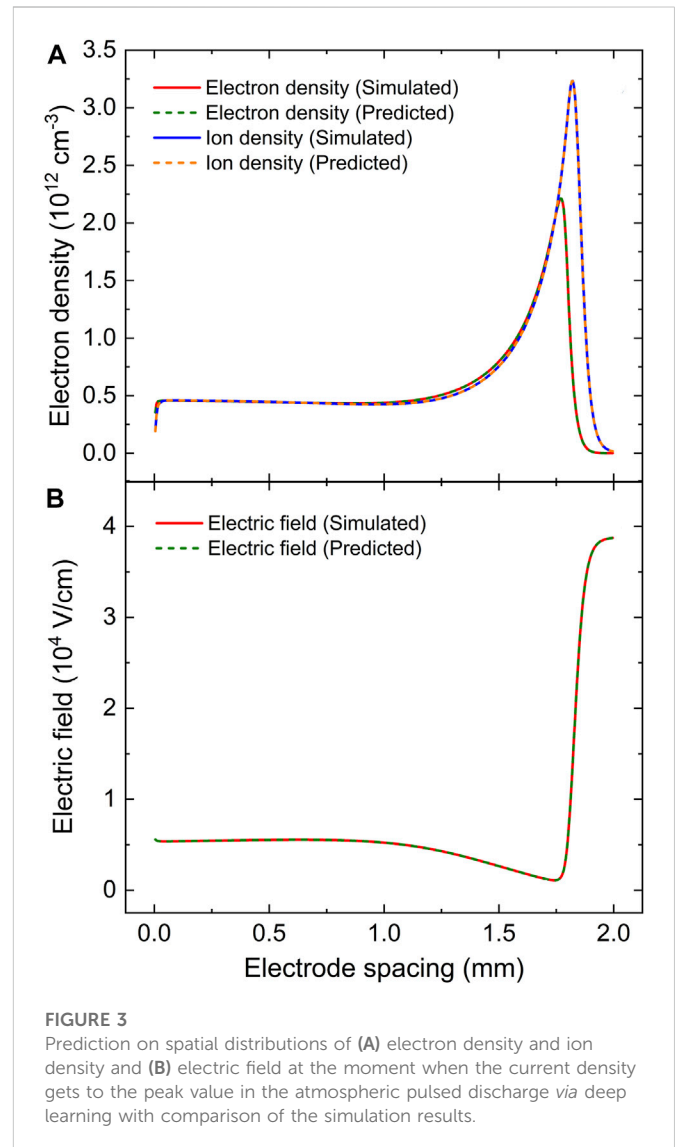 A
3.5
3.0
2.5
2.0
1.5
1.0
0.5
0.0
Electron density (10¹² cm⁻³)
Electron density (Simulated)
Electron density (Predicted)
Ion density (Simulated)
Ion density (Predicted)
B
4
3
2
1
0
Electric field (10⁴ V/cm)
Electric field (Simulated)
Electric field (Predicted)
0.0 0.5 1.0 1.5 2.0
Electrode spacing (mm)
FIGURE 3
Prediction on spatial distributions of (A) electron density and ion
density and (B) electric field at the moment when the current density
gets to the peak value in the atmospheric pulsed discharge via deep
learning with comparison of the simulation results.